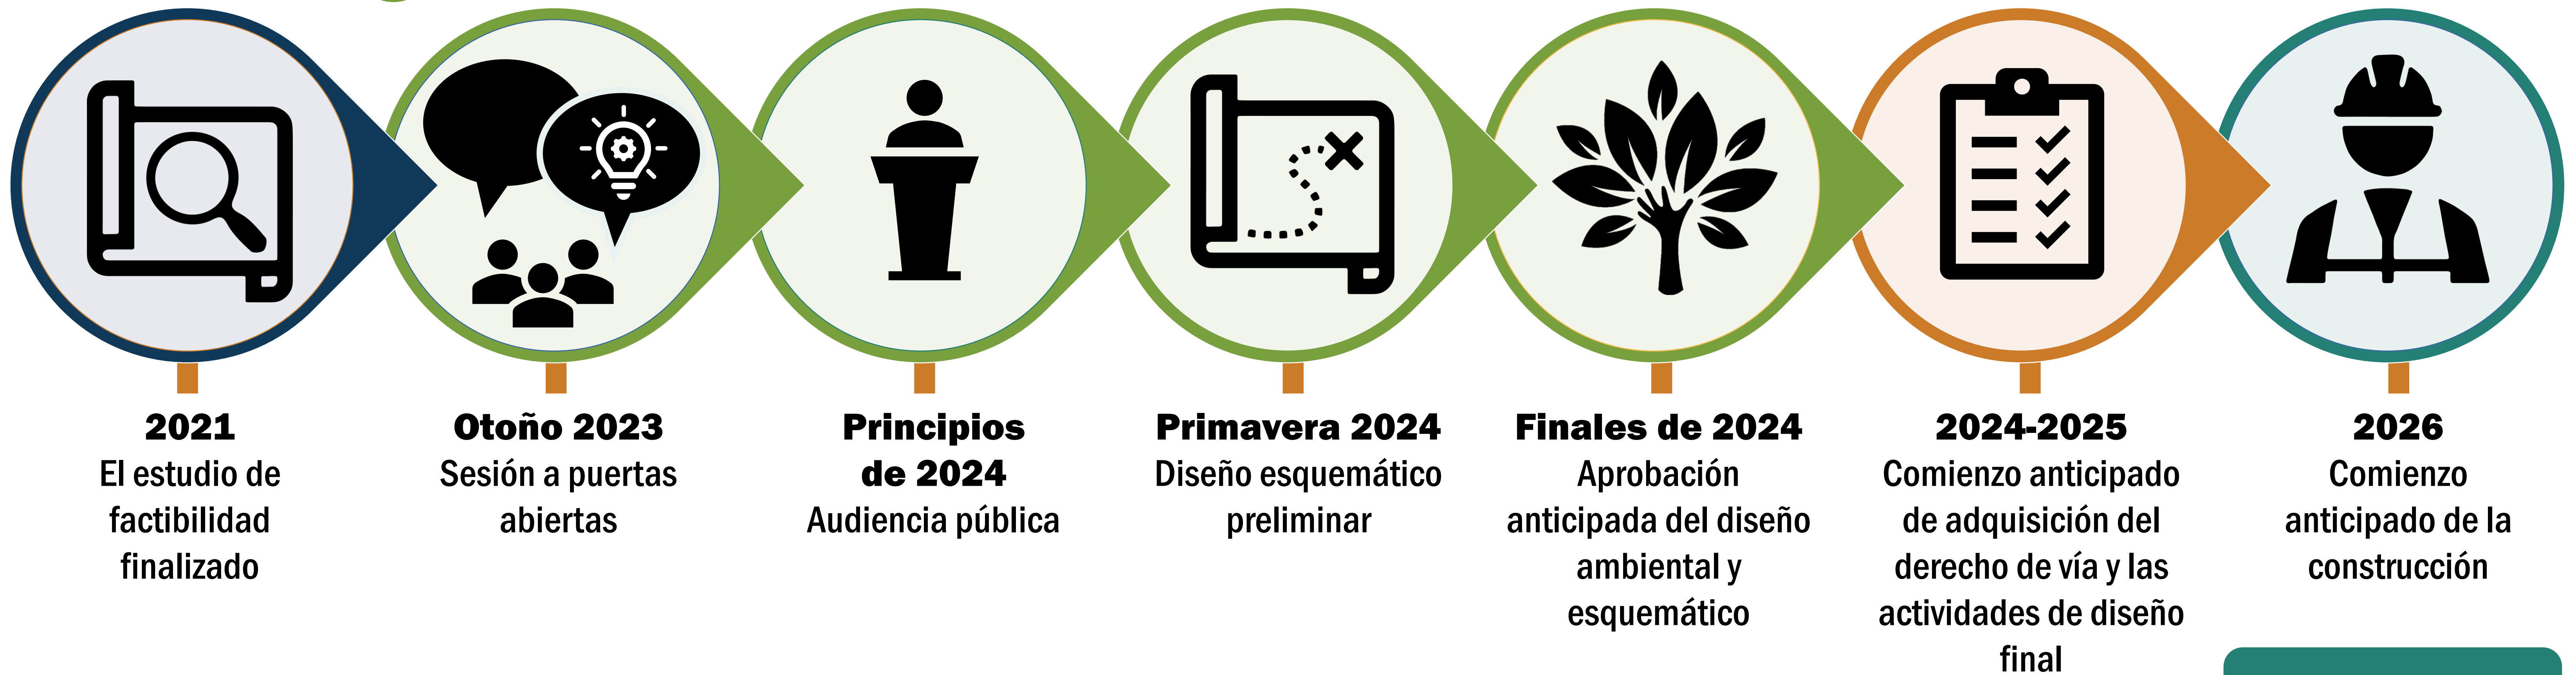 2021
El estudio de
factibilidad
finalizado
Otoño 2023
Sesión a puertas
abiertas
Principios
de 2024
Audiencia pública
Primavera 2024
Diseño esquemático
preliminar
Finales de 2024
Aprobación
anticipada del diseño
ambiental y
esquemático
2024-2025
Comienzo anticipado
de adquisición del
derecho de vía y las
actividades de diseño
final
2026
Comienzo
anticipado de la
construcción